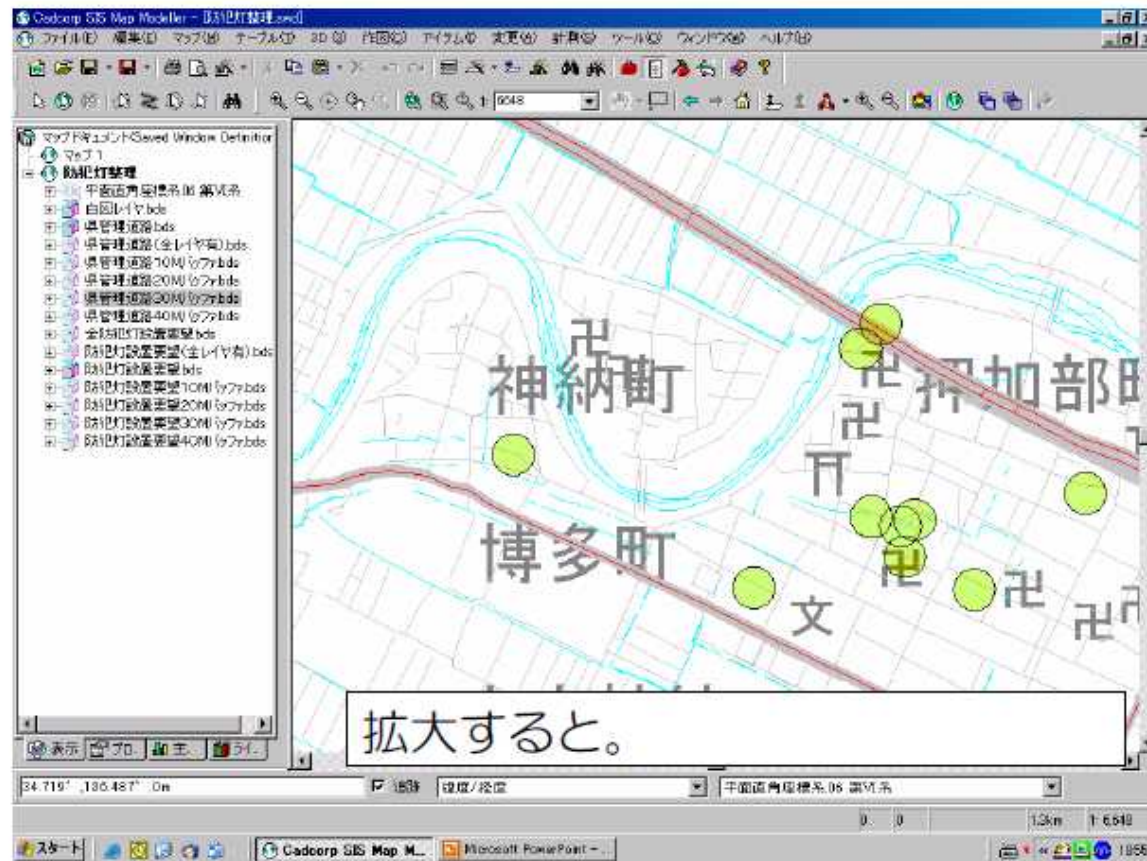 Cadcorp SIS Map Modeller - [防犯灯整理.swd]
ファイル(F) 編集(E) マップ(M) テーブル(T) 3D 作図(C) アイテム 変更(A) 計測 ツール ウィンドウ(W) ヘルプ(H)
1: 6648
マップドキュメント<Saved Window Definition
マップ 1
防犯灯整理
平面直角座標系 06 第VI系
白図レイヤ.bds
県管理道路.bds
県管理道路(全レイヤ有).bds
県管理道路10Mバッファ.bds
県管理道路20Mバッファ.bds
県管理道路30Mバッファ.bds
県管理道路40Mバッファ.bds
全防犯灯設置要望.bds
防犯灯設置要望(全レイヤ有).bds
防犯灯設置要望.bds
防犯灯設置要望10Mバッファ.bds
防犯灯設置要望20Mバッファ.bds
防犯灯設置要望30Mバッファ.bds
防犯灯設置要望40Mバッファ.bds
神納町
押加部町
博多町
文
拡大すると。
表示 プロ.. 主.. ライ..
34.719° ,136.487° 0m 追跡 緯度/経度 平面直角座標系 06 第VI系
0 0 1.3km 1: 6,648
スタート Cadcorp SIS Map M... Microsoft PowerPoint - ...